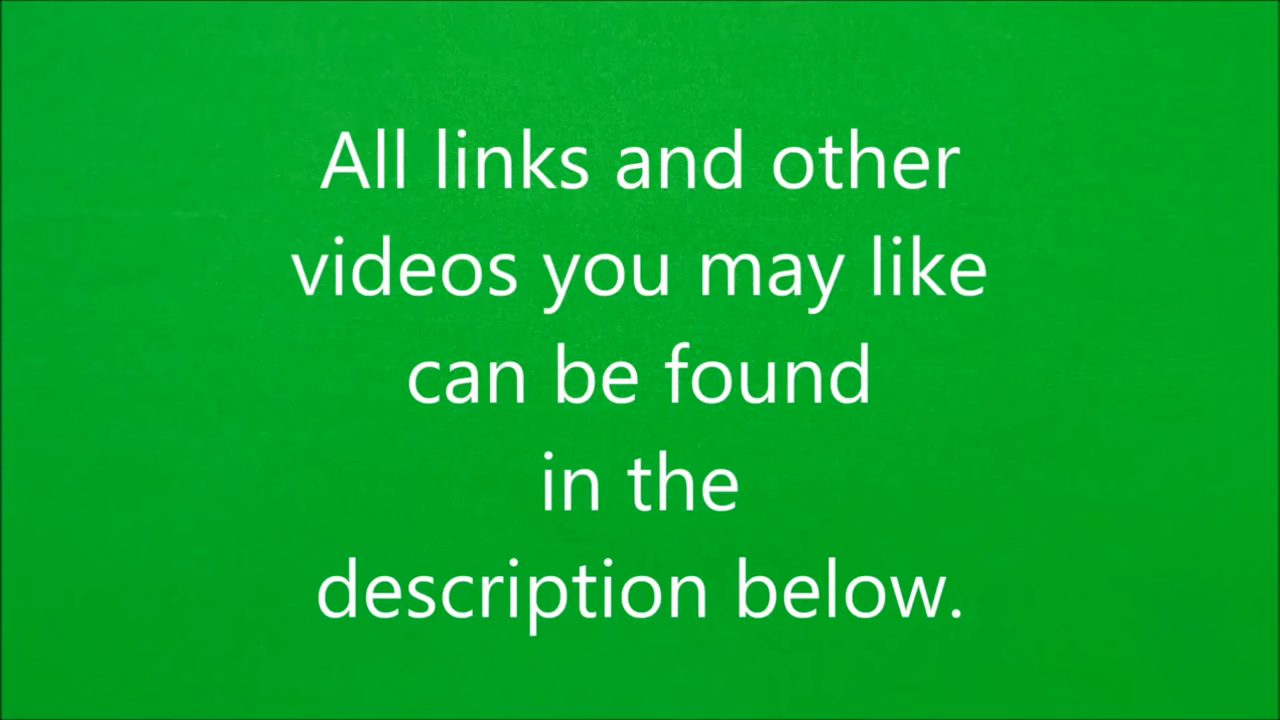 All links and other
videos you may like
can be found
in the
description below.